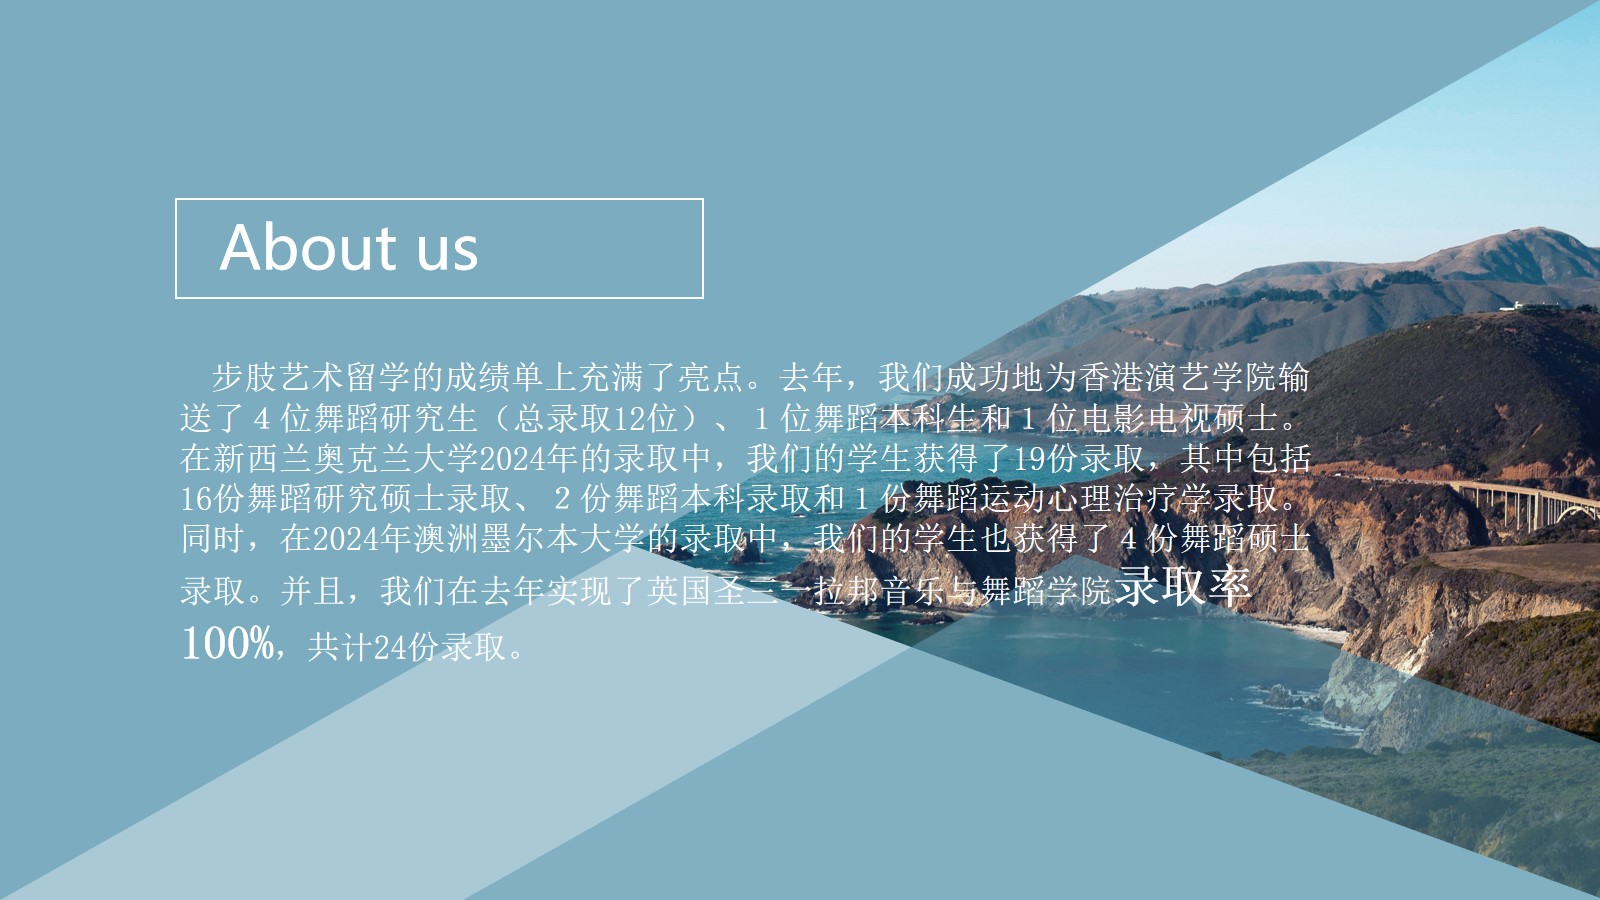 About us
步肢艺术留学的成绩单上充满了亮点。去年，我们成功地为香港演艺学院输
送了４位舞蹈研究生（总录取12位）、１位舞蹈本科生和１位电影电视硕士。
在新西兰奥克兰大学2024年的录取中，我们的学生获得了19份录取，其中包括
16份舞蹈研究硕士录取、２份舞蹈本科录取和１份舞蹈运动心理治疗学录取。
同时，在2024年澳洲墨尔本大学的录取中，我们的学生也获得了４份舞蹈硕士
录取。并且，我们在去年实现了英国圣三一拉邦音乐与舞蹈学院录取率
100%，共计24份录取。